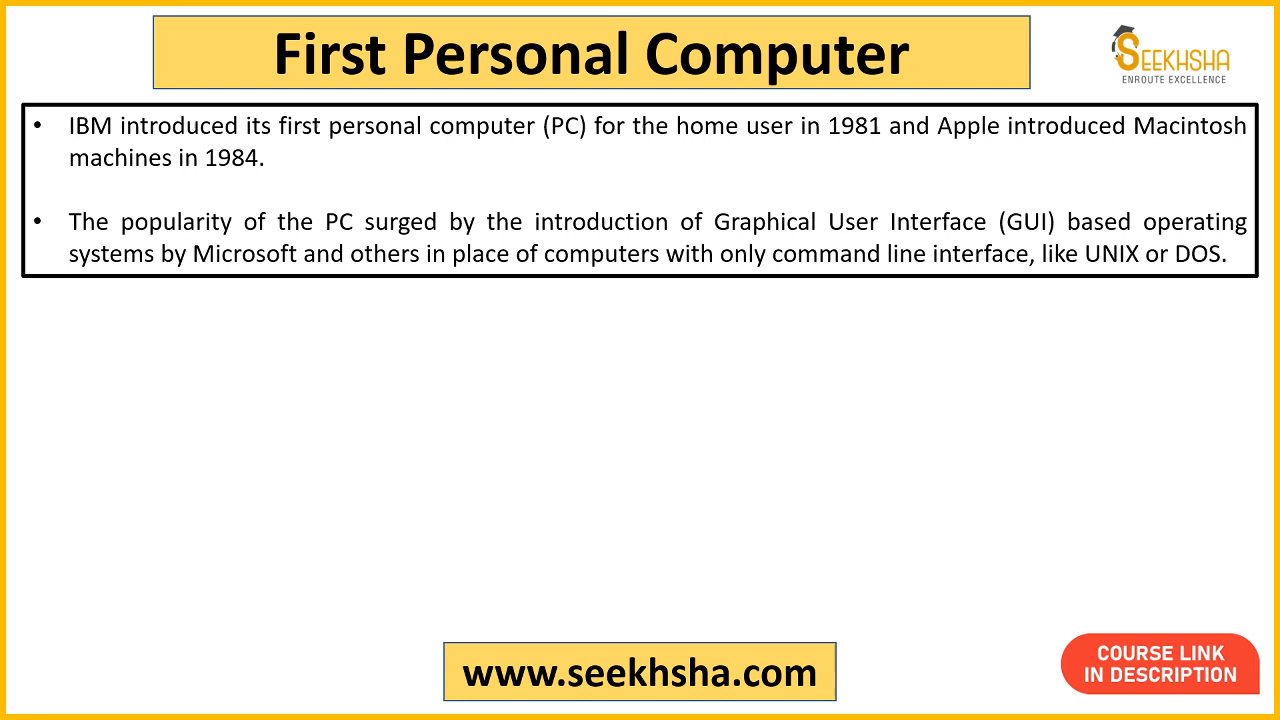 First Personal Computer
SEEKHSHA
ENROUTE EXCELLENCE
• IBM introduced its first personal computer (PC) for the home user in 1981 and Apple introduced Macintosh
machines in 1984.
• The popularity of the PC surged by the introduction of Graphical User Interface (GUI) based operating
systems by Microsoft and others in place of computers with only command line interface, like UNIX or DOS.
www.seekhsha.com
COURSE LINK
IN DESCRIPTION